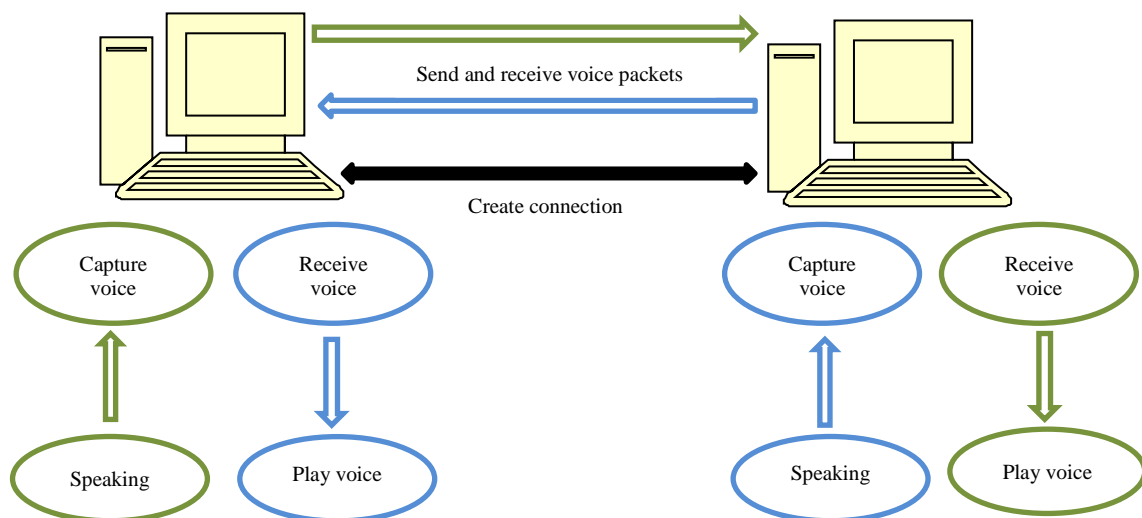 Send and receive voice packets
Create connection
Capture
voice
Receive
voice
Capture
voice
Receive
voice
Speaking
Play voice
Speaking
Play voice